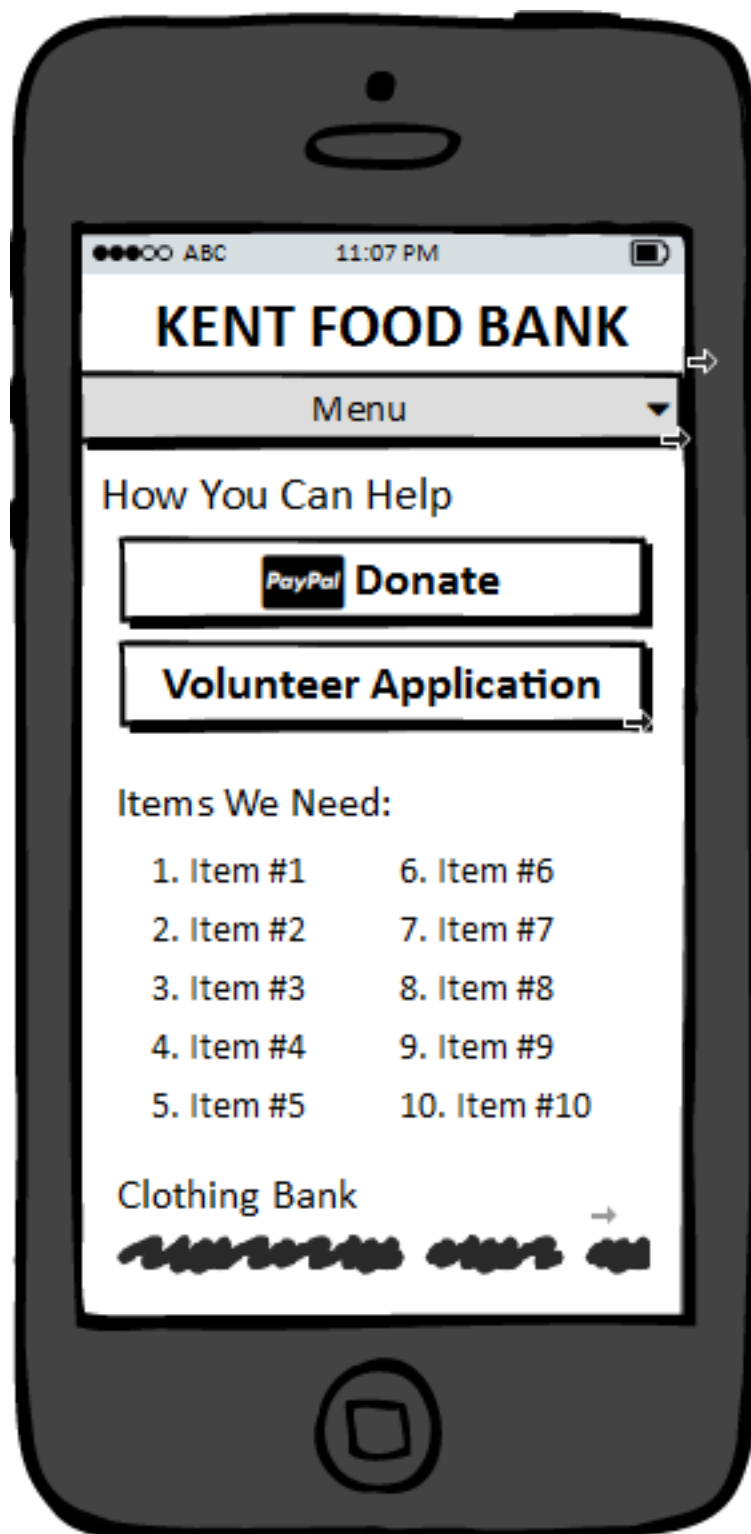 ABC 11:07 PM
KENT FOOD BANK
Menu
How You Can Help
PayPal Donate
Volunteer Application
Items We Need:
1. Item #1
2. Item #2
3. Item #3
4. Item #4
5. Item #5
6. Item #6
7. Item #7
8. Item #8
9. Item #9
10. Item #10
Clothing Bank